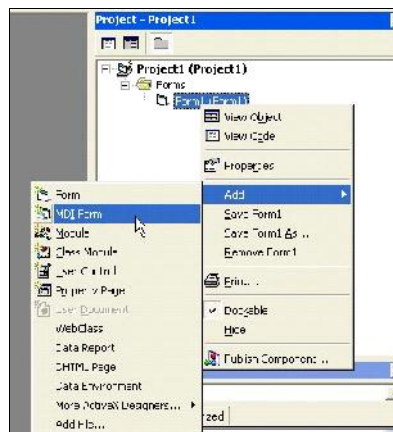 Project - Project1
Project1 (Project1)
Forms
Form1 (Form1)
View Object
View Code
Properties
Add
Save Form1
Save Form1 As ...
Remove Form1
Print...
Dockable
Hide
Publish Component ...
Form
MDI Form
Module
Class Module
User Control
Property Page
User Document
WebClass
Data Report
DHTML Page
Data Environment
More ActiveX Designers...
Add File...
zed